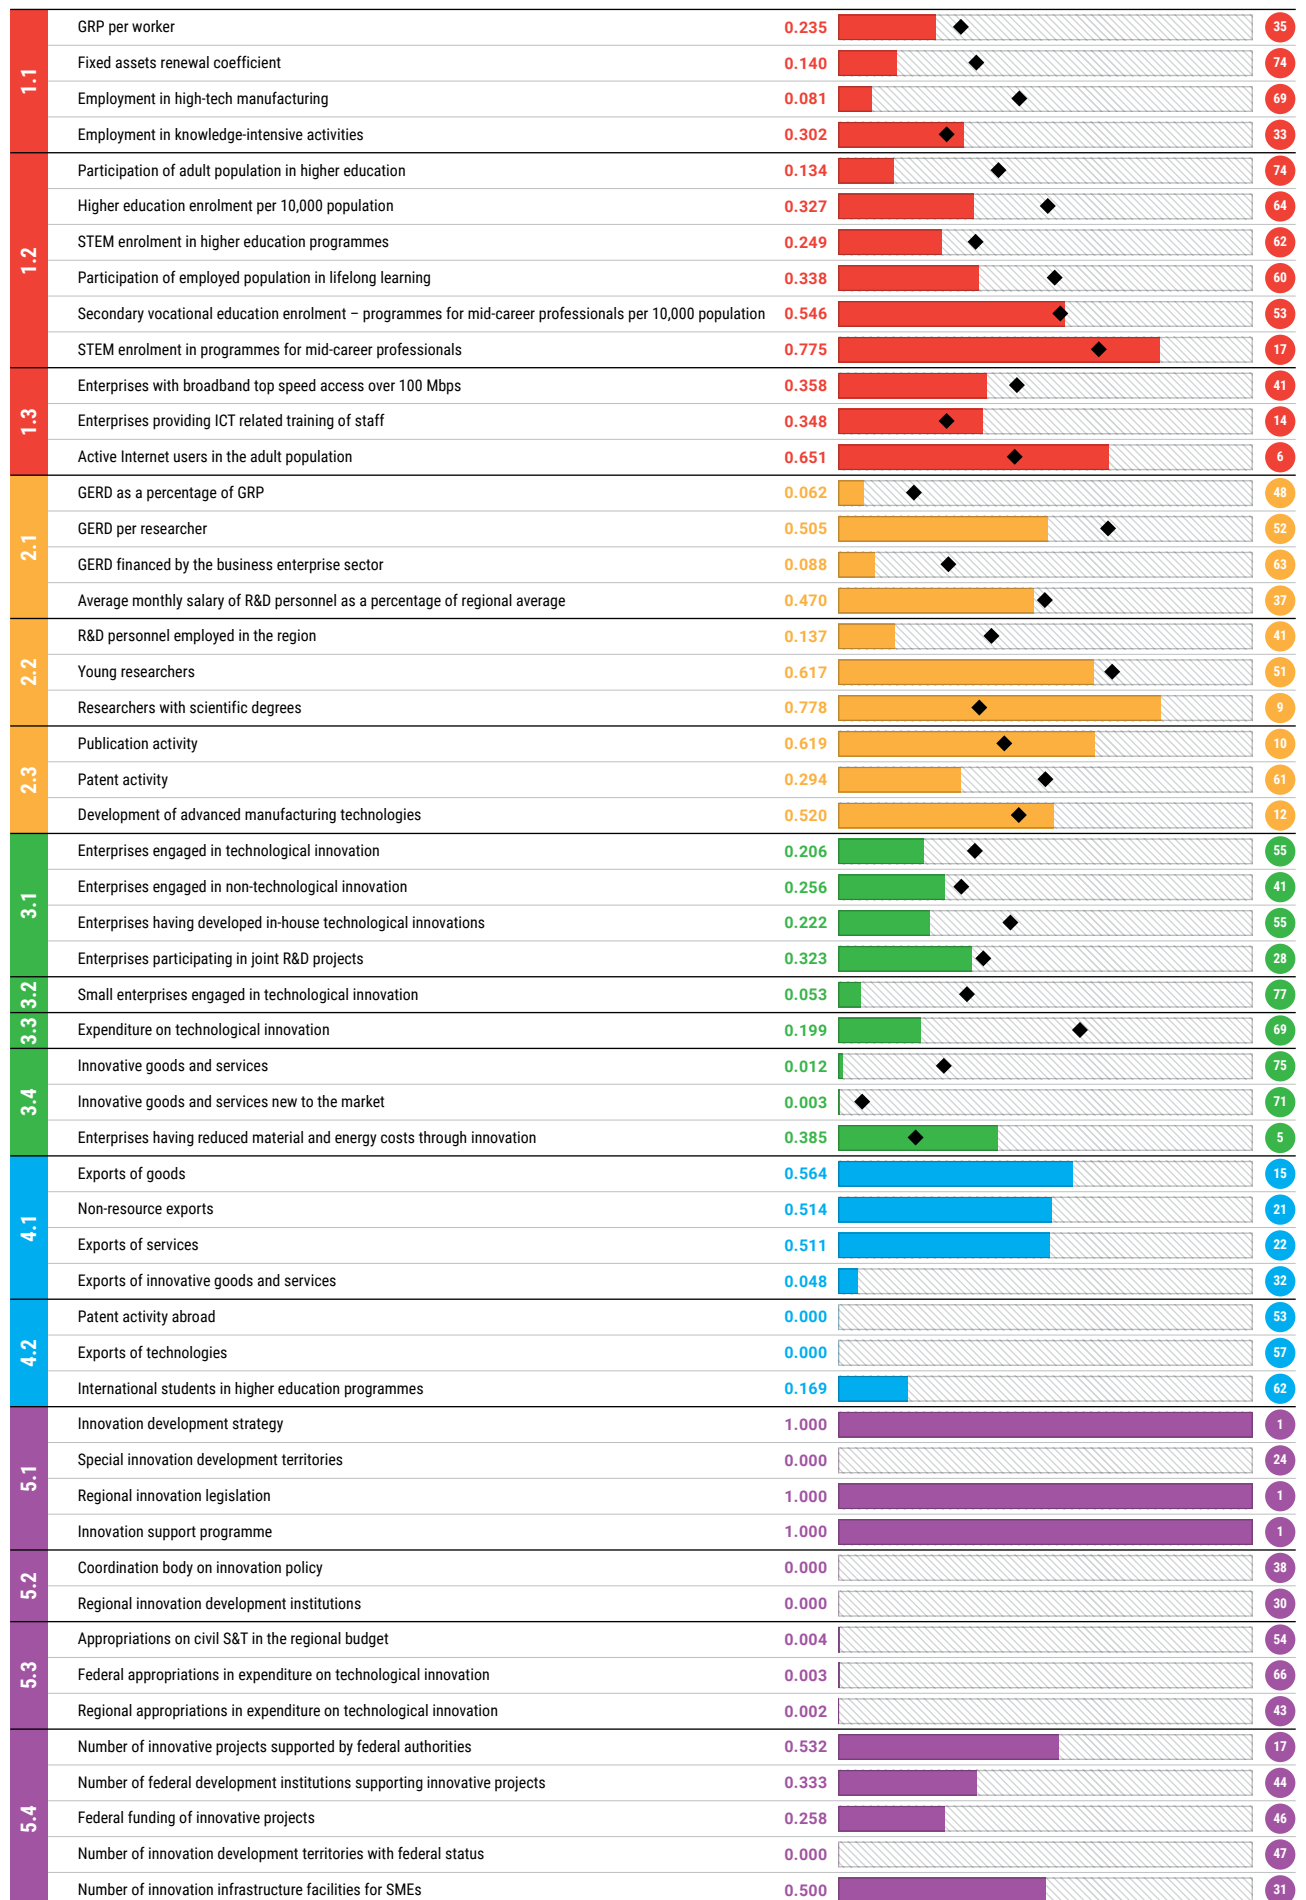 1.1
GRP per worker 0.235 35
Fixed assets renewal coefficient 0.140 74
Employment in high-tech manufacturing 0.081 69
Employment in knowledge-intensive activities 0.302 33
1.2
Participation of adult population in higher education 0.134 74
Higher education enrolment per 10,000 population 0.327 64
STEM enrolment in higher education programmes 0.249 62
Participation of employed population in lifelong learning 0.338 60
Secondary vocational education enrolment – programmes for mid-career professionals per 10,000 population 0.546 53
STEM enrolment in programmes for mid-career professionals 0.775 17
1.3
Enterprises with broadband top speed access over 100 Mbps 0.358 41
Enterprises providing ICT related training of staff 0.348 14
Active Internet users in the adult population 0.651 6
2.1
GERD as a percentage of GRP 0.062 48
GERD per researcher 0.505 52
GERD financed by the business enterprise sector 0.088 63
Average monthly salary of R&D personnel as a percentage of regional average 0.470 37
2.2
R&D personnel employed in the region 0.137 41
Young researchers 0.617 51
Researchers with scientific degrees 0.778 9
2.3
Publication activity 0.619 10
Patent activity 0.294 61
Development of advanced manufacturing technologies 0.520 12
3.1
Enterprises engaged in technological innovation 0.206 55
Enterprises engaged in non-technological innovation 0.256 41
Enterprises having developed in-house technological innovations 0.222 55
Enterprises participating in joint R&D projects 0.323 28
3.2
Small enterprises engaged in technological innovation 0.053 77
3.3
Expenditure on technological innovation 0.199 69
3.4
Innovative goods and services 0.012 75
Innovative goods and services new to the market 0.003 71
Enterprises having reduced material and energy costs through innovation 0.385 5
4.1
Exports of goods 0.564 15
Non-resource exports 0.514 21
Exports of services 0.511 22
Exports of innovative goods and services 0.048 32
4.2
Patent activity abroad 0.000 53
Exports of technologies 0.000 57
International students in higher education programmes 0.169 62
5.1
Innovation development strategy 1.000 1
Special innovation development territories 0.000 24
Regional innovation legislation 1.000 1
Innovation support programme 1.000 1
5.2
Coordination body on innovation policy 0.000 38
Regional innovation development institutions 0.000 30
5.3
Appropriations on civil S&T in the regional budget 0.004 54
Federal appropriations in expenditure on technological innovation 0.003 66
Regional appropriations in expenditure on technological innovation 0.002 43
5.4
Number of innovative projects supported by federal authorities 0.532 17
Number of federal development institutions supporting innovative projects 0.333 44
Federal funding of innovative projects 0.258 46
Number of innovation development territories with federal status 0.000 47
Number of innovation infrastructure facilities for SMEs 0.500 31